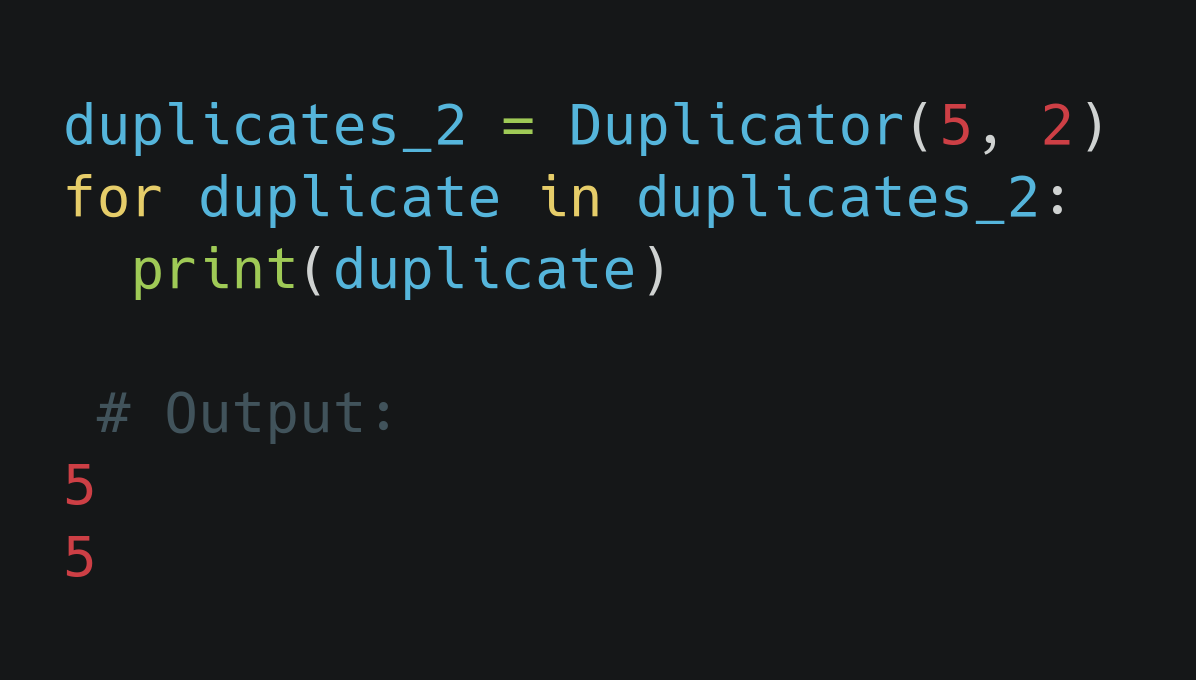 duplicates_2 = Duplicator(5, 2)
for duplicate in duplicates_2:
  print(duplicate)

 # Output:
5
5